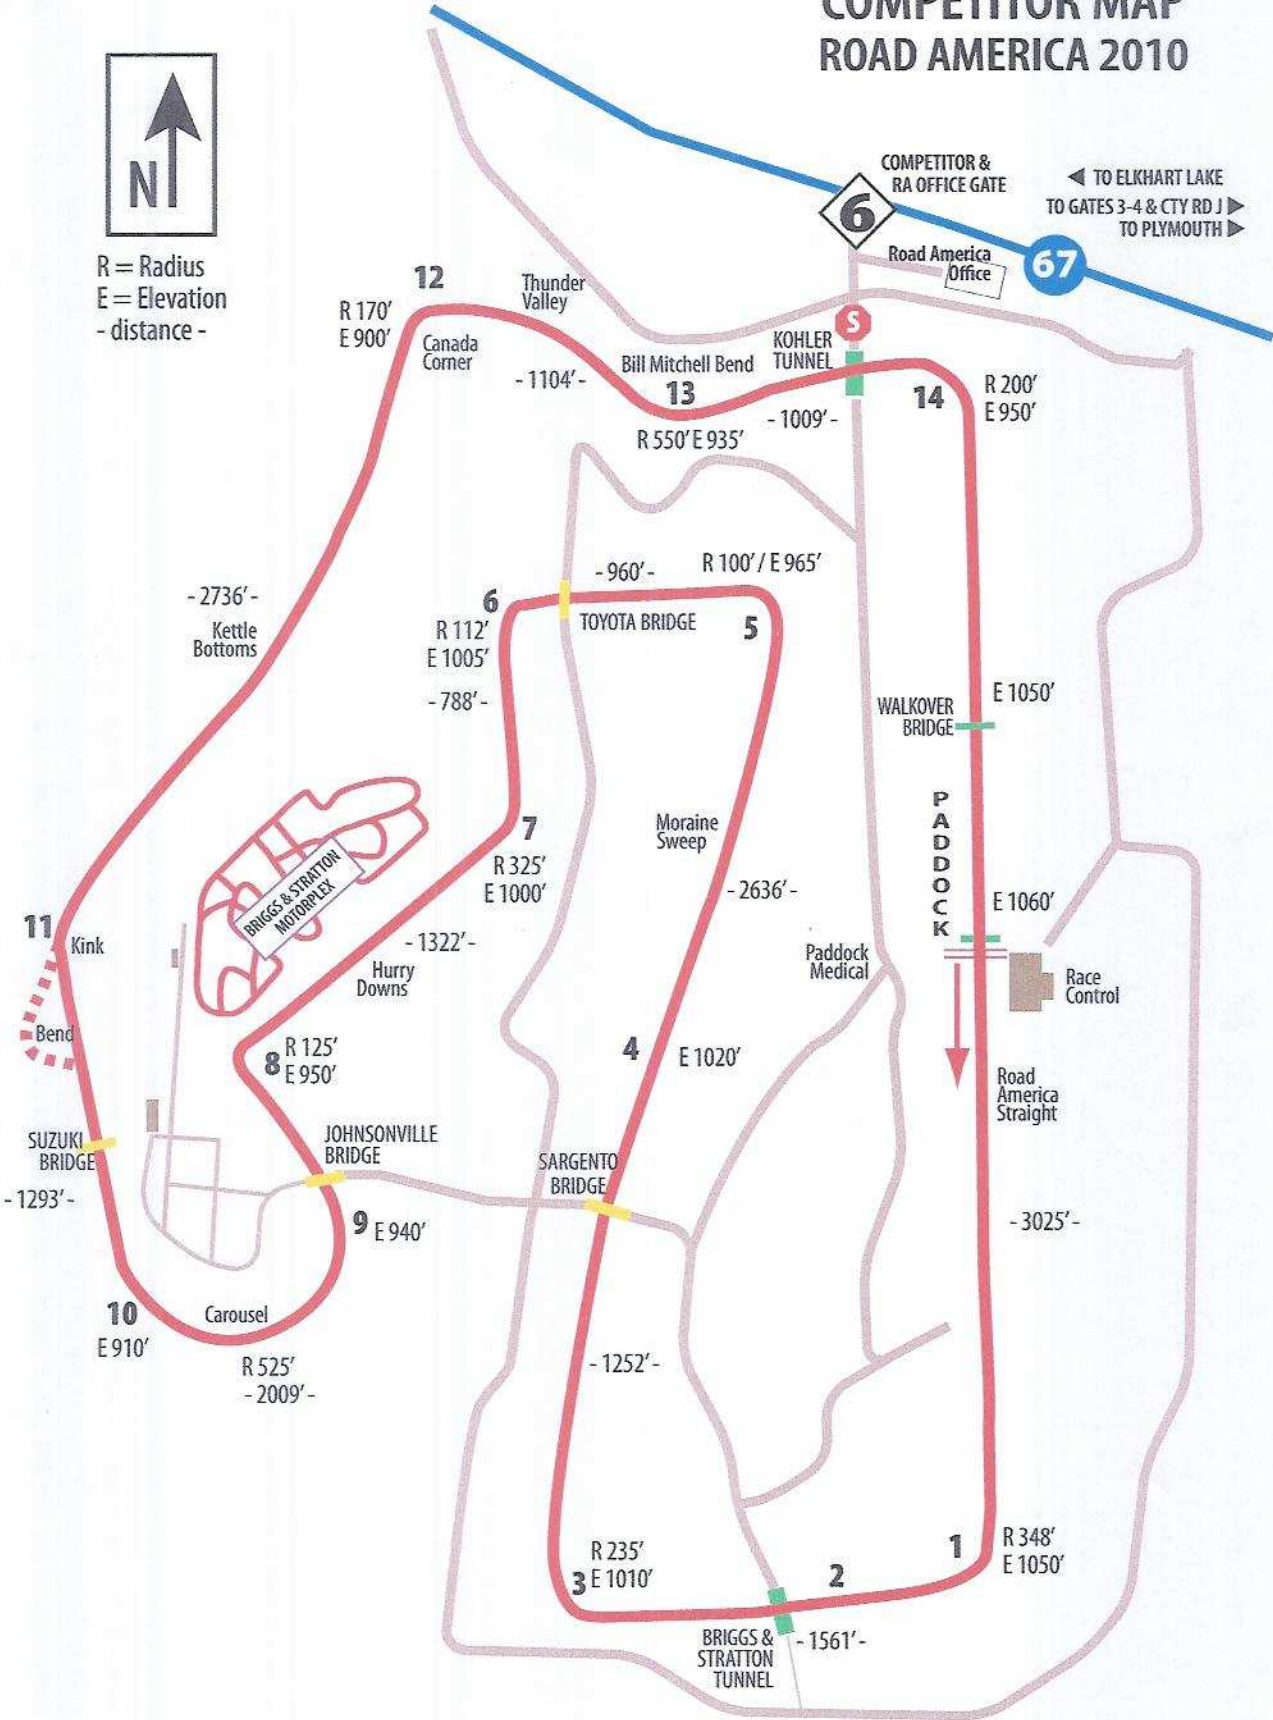 COMPETITOR MAP
ROAD AMERICA 2010
N
R = Radius
E = Elevation
- distance -
COMPETITOR &
RA OFFICE GATE
6
◀ TO ELKHART LAKE
TO GATES 3-4 & CTY RD J ▶
TO PLYMOUTH ▶
Road America
Office
67
12
R 170'
E 900'
Canada
Corner
Thunder
Valley
- 1104' -
Bill Mitchell Bend
13
R 550' E 935'
KOHLER
TUNNEL
S
- 1009' -
14
R 200'
E 950'
- 2736' -
Kettle
Bottoms
6
R 112'
E 1005'
- 788' -
- 960' -
TOYOTA BRIDGE
R 100' / E 965'
5
WALKOVER
BRIDGE
E 1050'
7
R 325'
E 1000'
Moraine
Sweep
- 2636' -
PADDOCK
E 1060'
BRIGGS & STRATTON
MOTORPLEX
11
Kink
Bend
- 1322' -
Hurry
Downs
Paddock
Medical
Race
Control
8
R 125'
E 950'
4
E 1020'
Road
America
Straight
SUZUKI
BRIDGE
- 1293' -
JOHNSONVILLE
BRIDGE
SARGENTO
BRIDGE
9 E 940'
- 3025' -
10
E 910'
Carousel
R 525'
- 2009' -
- 1252' -
R 235'
3 E 1010'
2
1
R 348'
E 1050'
BRIGGS &
STRATTON
TUNNEL
- 1561' -